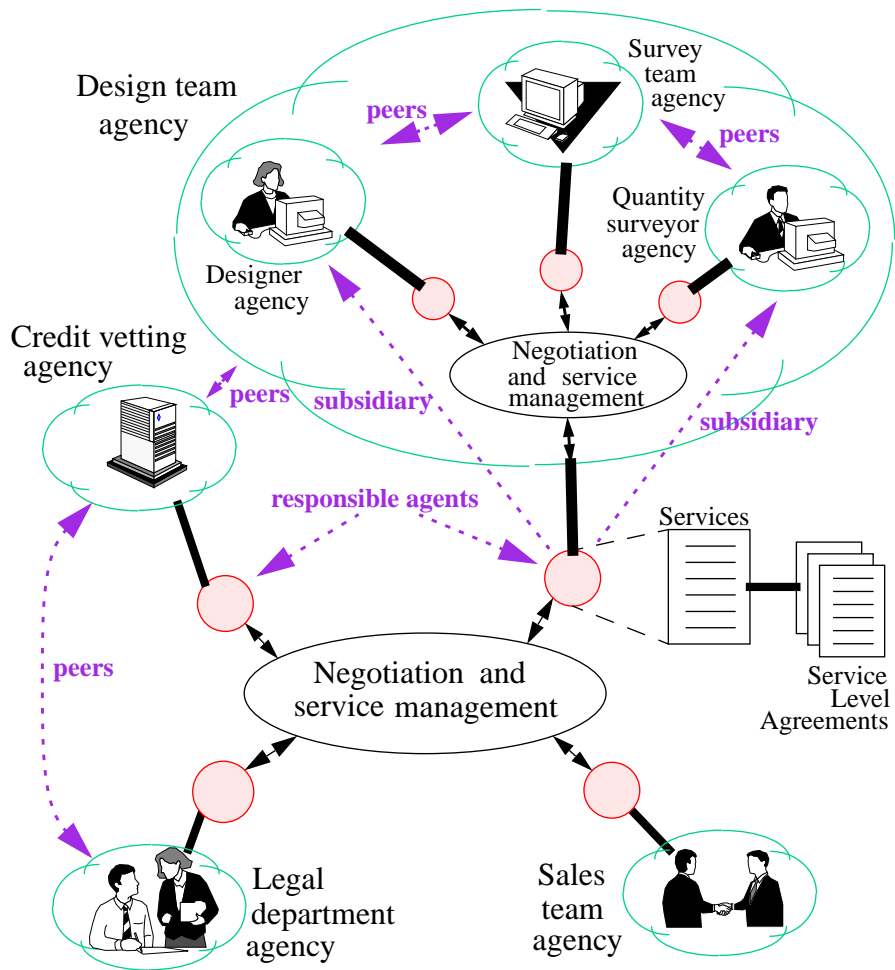 Design team
agency
peers
Survey
team
agency
peers
Quantity
surveyor
agency
Designer
agency
Negotiation
and service
management
Credit vetting
agency
peers
subsidiary
subsidiary
responsible agents
Services
Service
Level
Agreements
peers
Negotiation and
service management
Legal
department
agency
Sales
team
agency